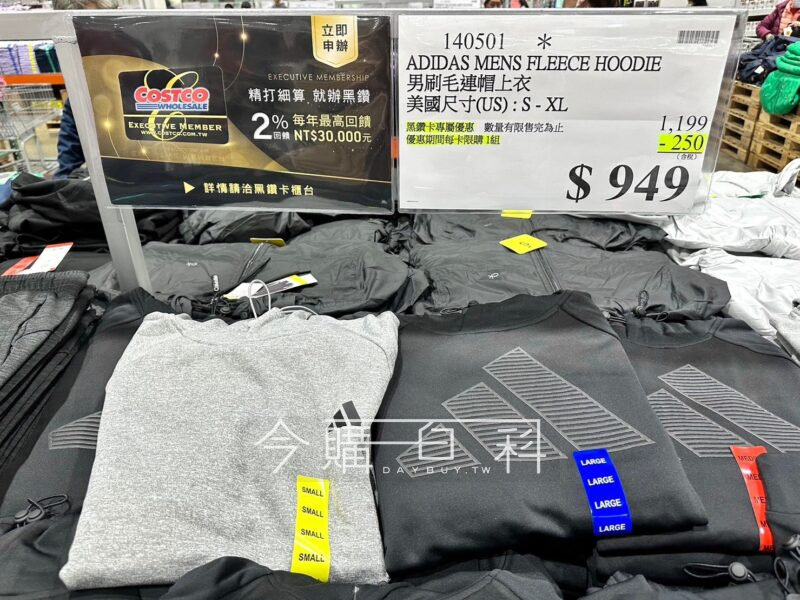 立即
申辦
EXECUTIVE MEMBERSHIP
精打細算，就辦黑鑽
2%回饋
每年最高回饋
NT$30,000元
COSTCO
WHOLESALE
EXECUTIVE MEMBER
WWW.COSTCO.COM.TW
▶ 詳情請洽黑鑽卡櫃台
140501 ＊
ADIDAS MENS FLEECE HOODIE
男刷毛連帽上衣
美國尺寸(US) : S - XL
黑鑽卡專屬優惠 數量有限售完為止
優惠期間每卡限購 1組
1,199
- 250
(含稅)
$ 949
今購百科
DAYBUY.TW
SMALL
SMALL
SMALL
SMALL
LARGE
LARGE
LARGE
LARGE